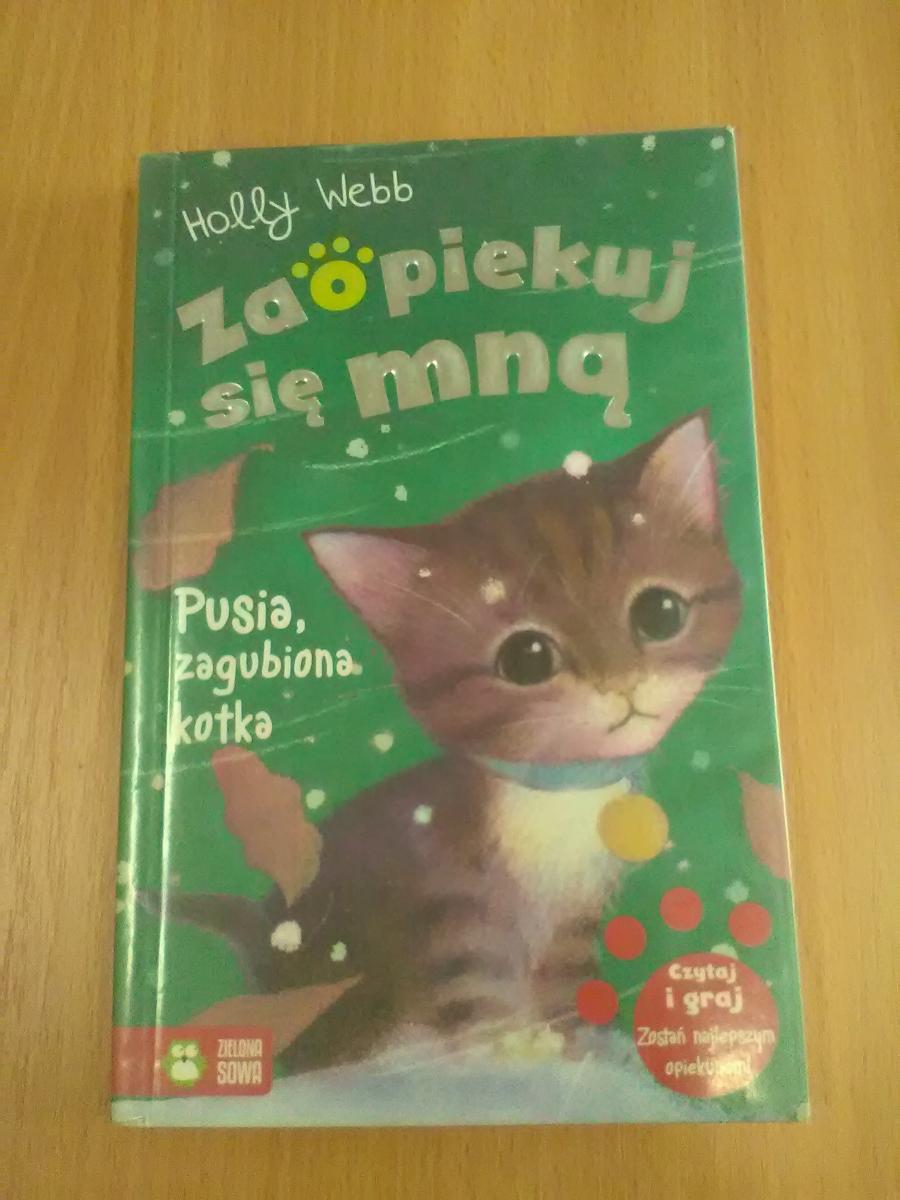 Holly Webb
Zaopiekuj
się mną
Pusia,
zagubiona
kotka
Czytaj
i graj
Zostań najlepszym
opiekunem!
ZIELONA
SOWA